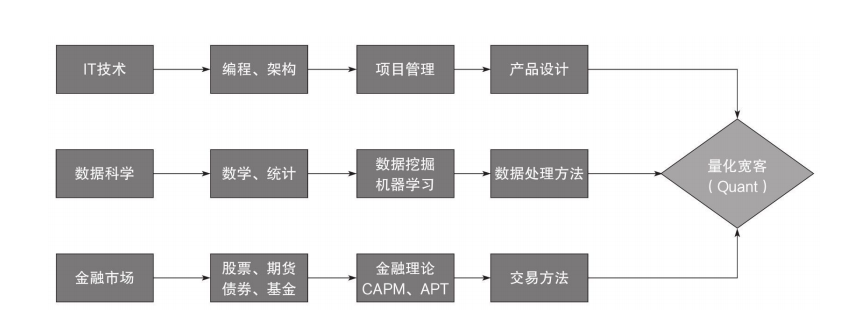 IT技术
编程、架构
项目管理
产品设计
数据科学
数学、统计
数据挖掘
机器学习
数据处理方法
量化宽客
（Quant）
金融市场
股票、期货
债券、基金
金融理论
CAPM、APT
交易方法